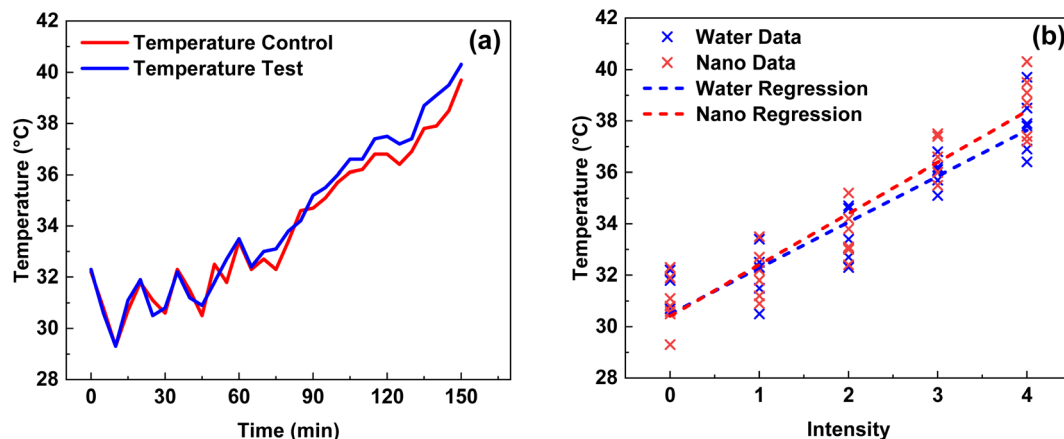 (a)
Temperature Control
Temperature Test
42
40
38
36
34
32
30
28
Temperature (°C)
0 30 60 90 120 150
Time (min)
(b)
Water Data
Nano Data
Water Regression
Nano Regression
42
40
38
36
34
32
30
28
Temperature (°C)
0 1 2 3 4
Intensity